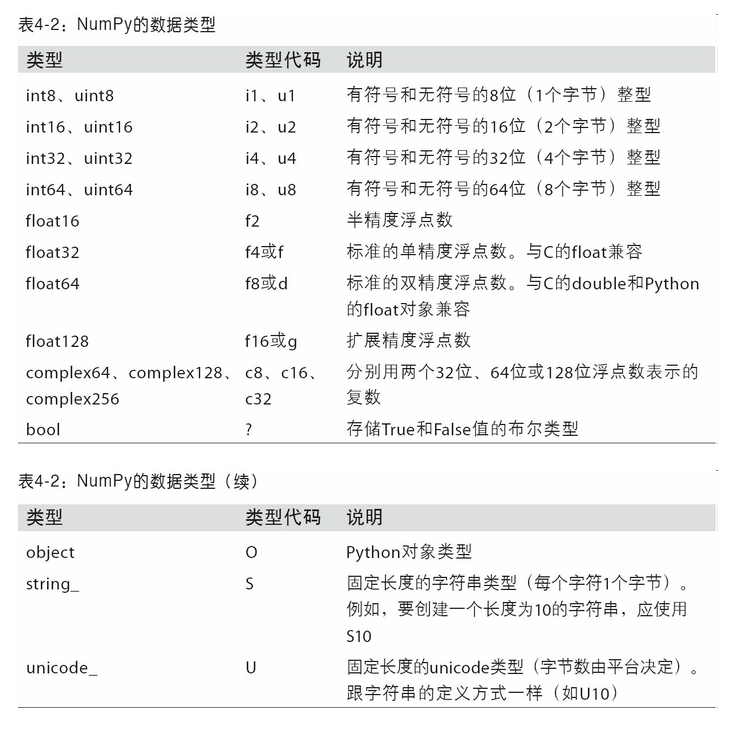 表4-2：NumPy的数据类型
类型 类型代码 说明
int8、uint8 i1、u1 有符号和无符号的8位（1个字节）整型
int16、uint16 i2、u2 有符号和无符号的16位（2个字节）整型
int32、uint32 i4、u4 有符号和无符号的32位（4个字节）整型
int64、uint64 i8、u8 有符号和无符号的64位（8个字节）整型
float16 f2 半精度浮点数
float32 f4或f 标准的单精度浮点数。与C的float兼容
float64 f8或d 标准的双精度浮点数。与C的double和Python
的float对象兼容
float128 f16或g 扩展精度浮点数
complex64、complex128、 c8、c16、 分别用两个32位、64位或128位浮点数表示的
complex256 c32 复数
bool ? 存储True和False值的布尔类型
表4-2：NumPy的数据类型（续）
类型 类型代码 说明
object O Python对象类型
string_ S 固定长度的字符串类型（每个字符1个字节）。
例如，要创建一个长度为10的字符串，应使用
S10
unicode_ U 固定长度的unicode类型（字节数由平台决定）。
跟字符串的定义方式一样（如U10）